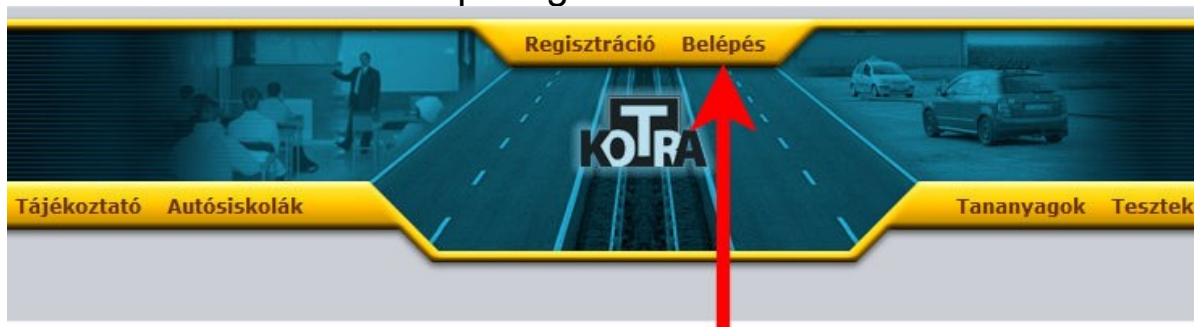 Regisztráció Belépés
KOTRA
Tájékoztató Autósiskolák
Tananyagok Tesztek